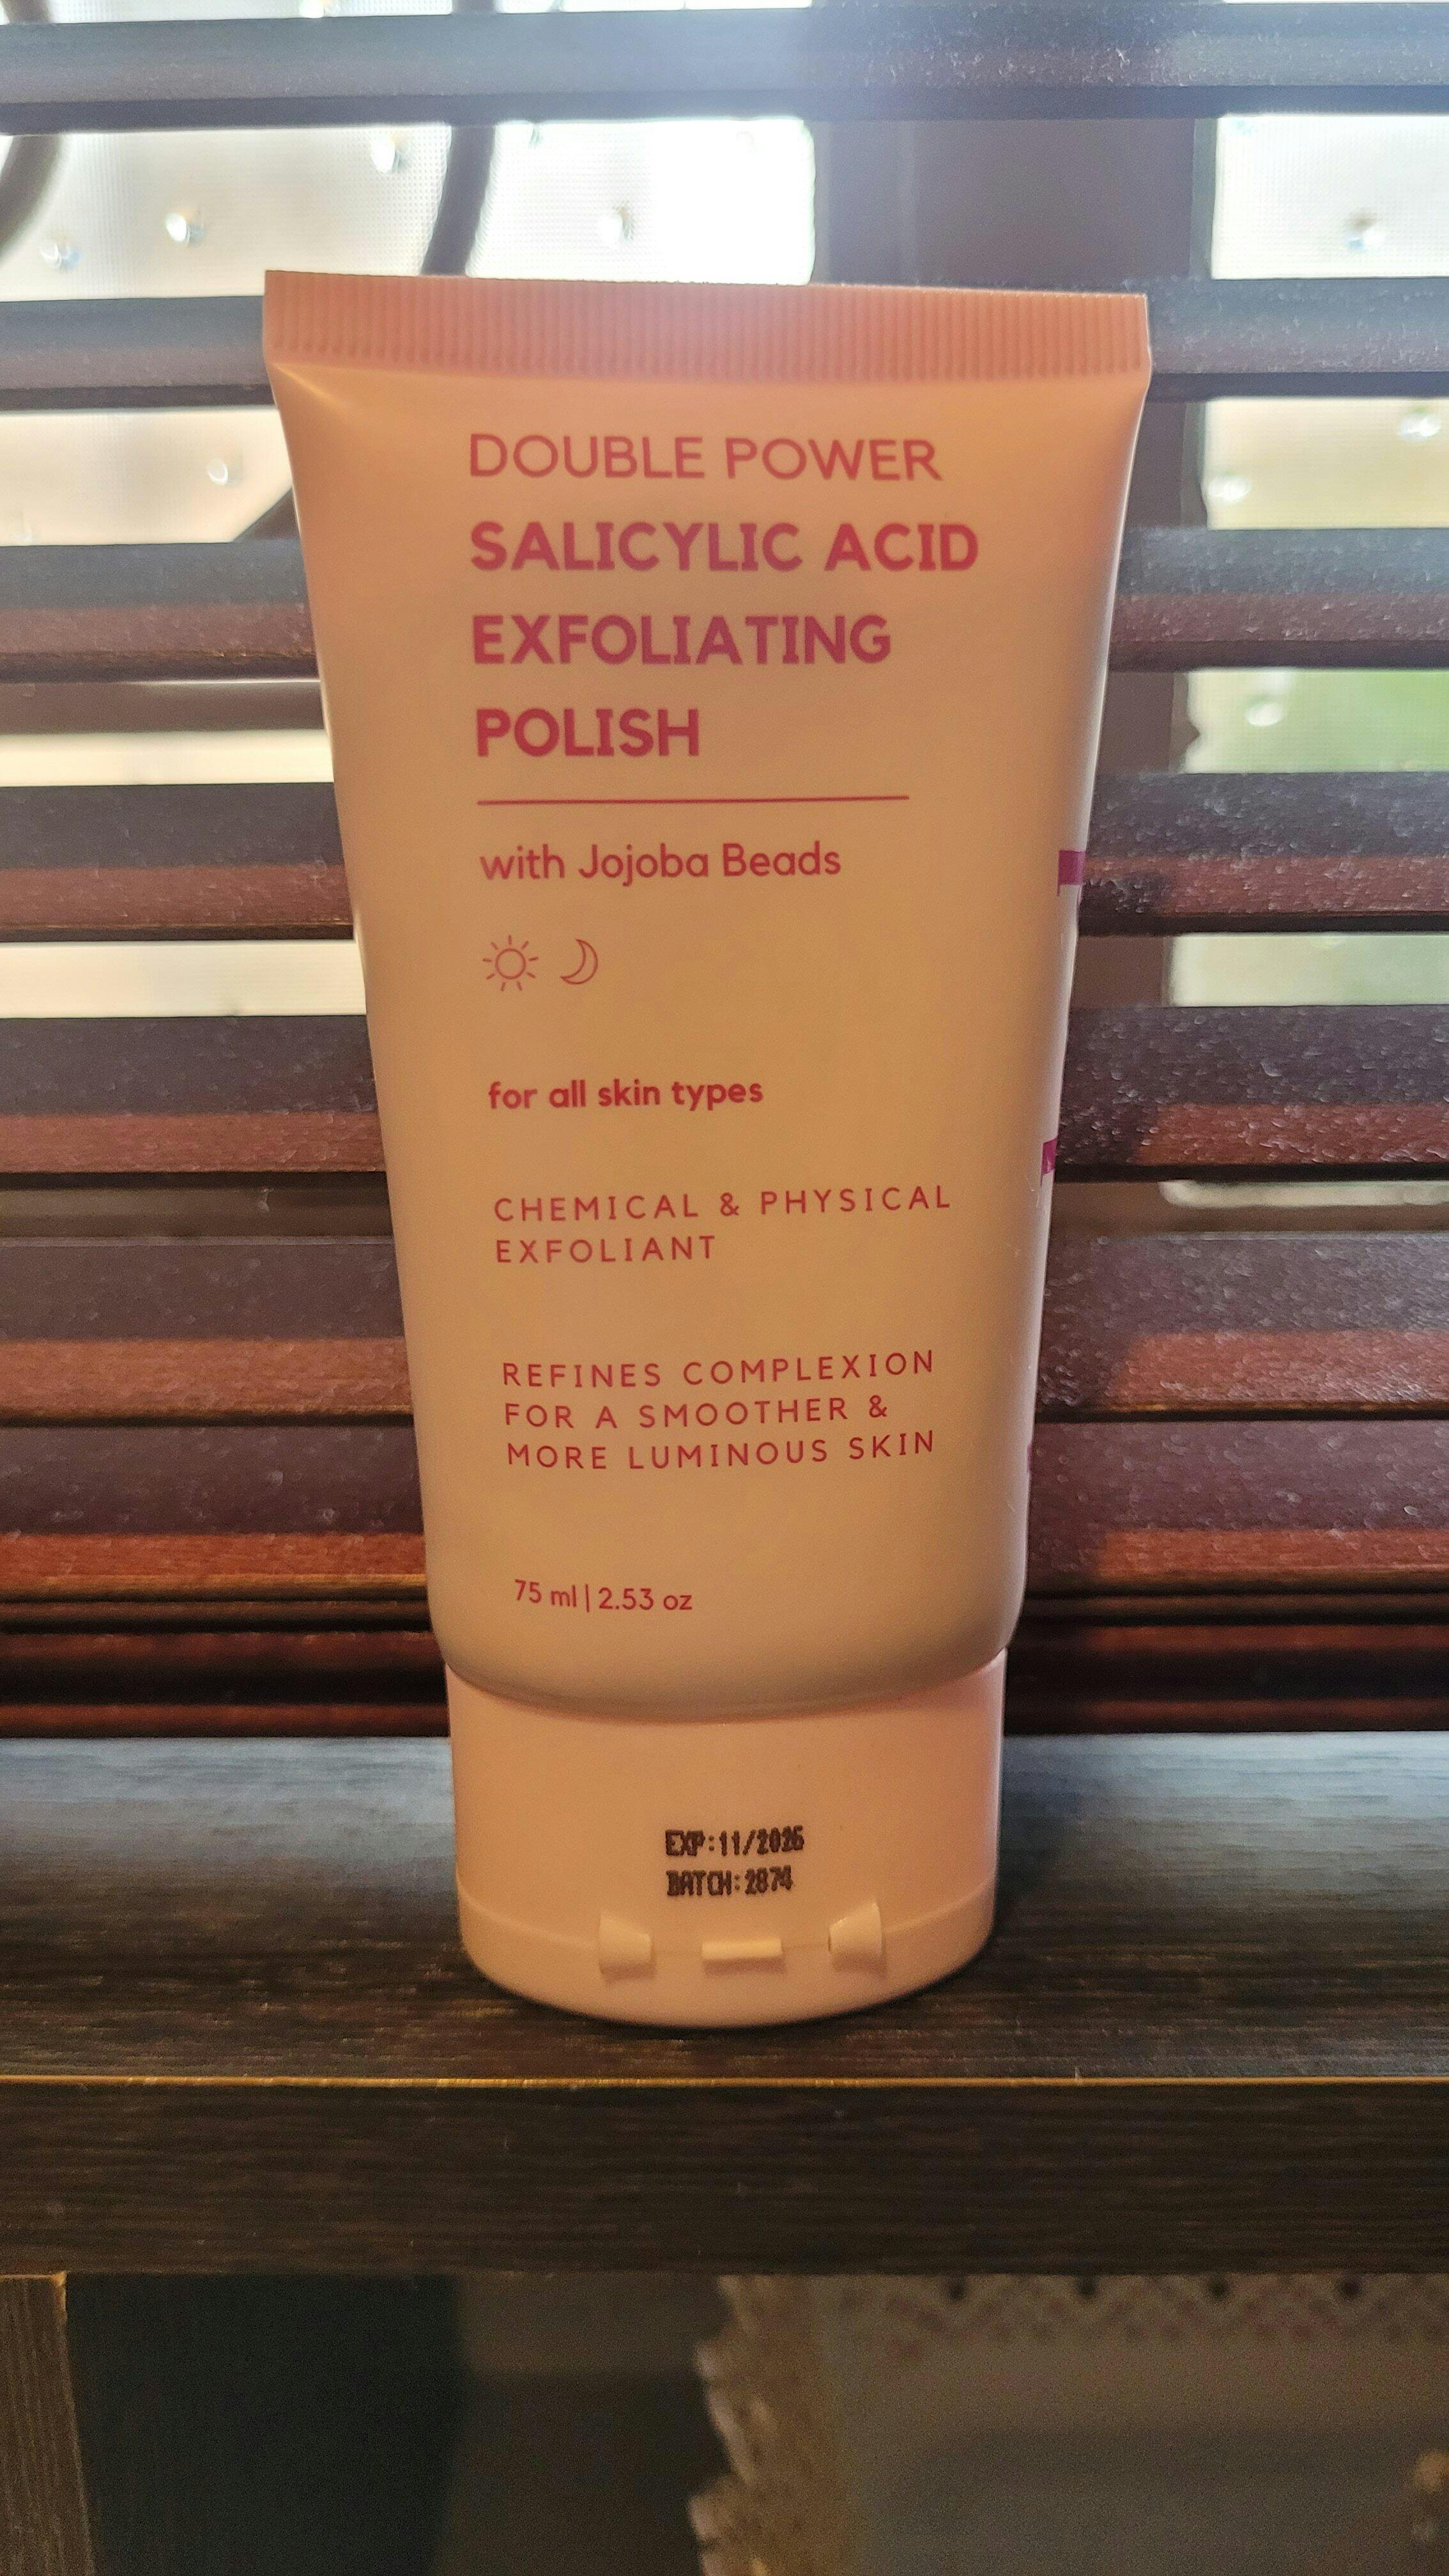 DOUBLE POWER
SALICYLIC ACID
EXFOLIATING
POLISH
with Jojoba Beads
for all skin types
CHEMICAL & PHYSICAL
EXFOLIANT
REFINES COMPLEXION
FOR A SMOOTHER &
MORE LUMINOUS SKIN
75 ml | 2.53 oz
EXP:11/2026
BATCH:2874